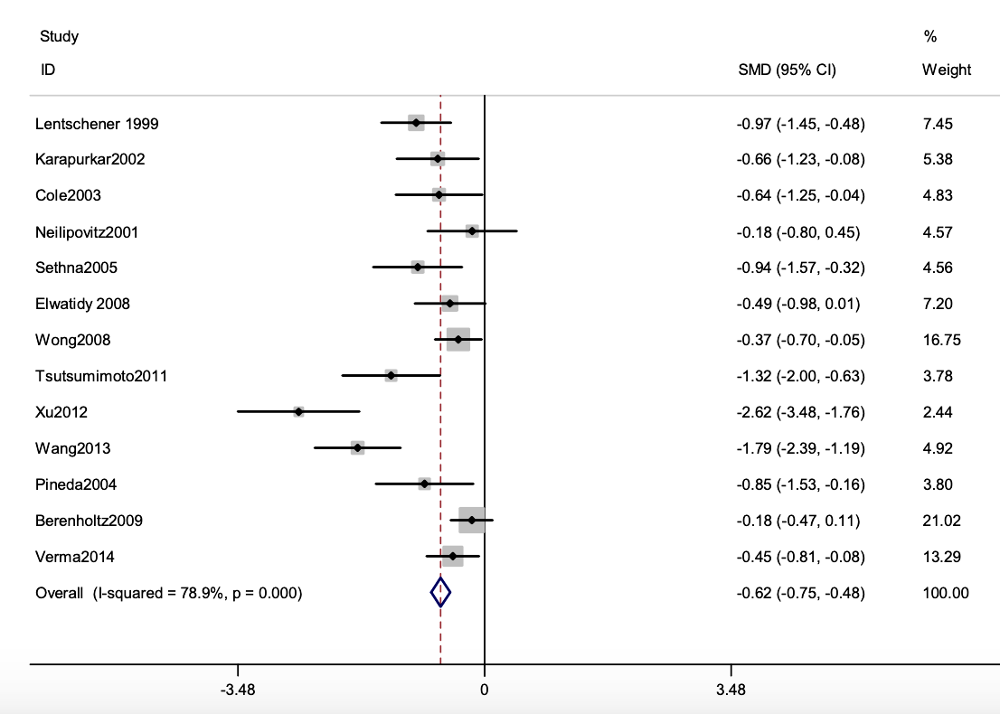 Study %
ID SMD (95% CI) Weight
Lentschener 1999 -0.97 (-1.45, -0.48) 7.45
Karapurkar2002 -0.66 (-1.23, -0.08) 5.38
Cole2003 -0.64 (-1.25, -0.04) 4.83
Neilipovitz2001 -0.18 (-0.80, 0.45) 4.57
Sethna2005 -0.94 (-1.57, -0.32) 4.56
Elwatidy 2008 -0.49 (-0.98, 0.01) 7.20
Wong2008 -0.37 (-0.70, -0.05) 16.75
Tsutsumimoto2011 -1.32 (-2.00, -0.63) 3.78
Xu2012 -2.62 (-3.48, -1.76) 2.44
Wang2013 -1.79 (-2.39, -1.19) 4.92
Pineda2004 -0.85 (-1.53, -0.16) 3.80
Berenholtz2009 -0.18 (-0.47, 0.11) 21.02
Verma2014 -0.45 (-0.81, -0.08) 13.29
Overall (I-squared = 78.9%, p = 0.000) -0.62 (-0.75, -0.48) 100.00
-3.48 0 3.48